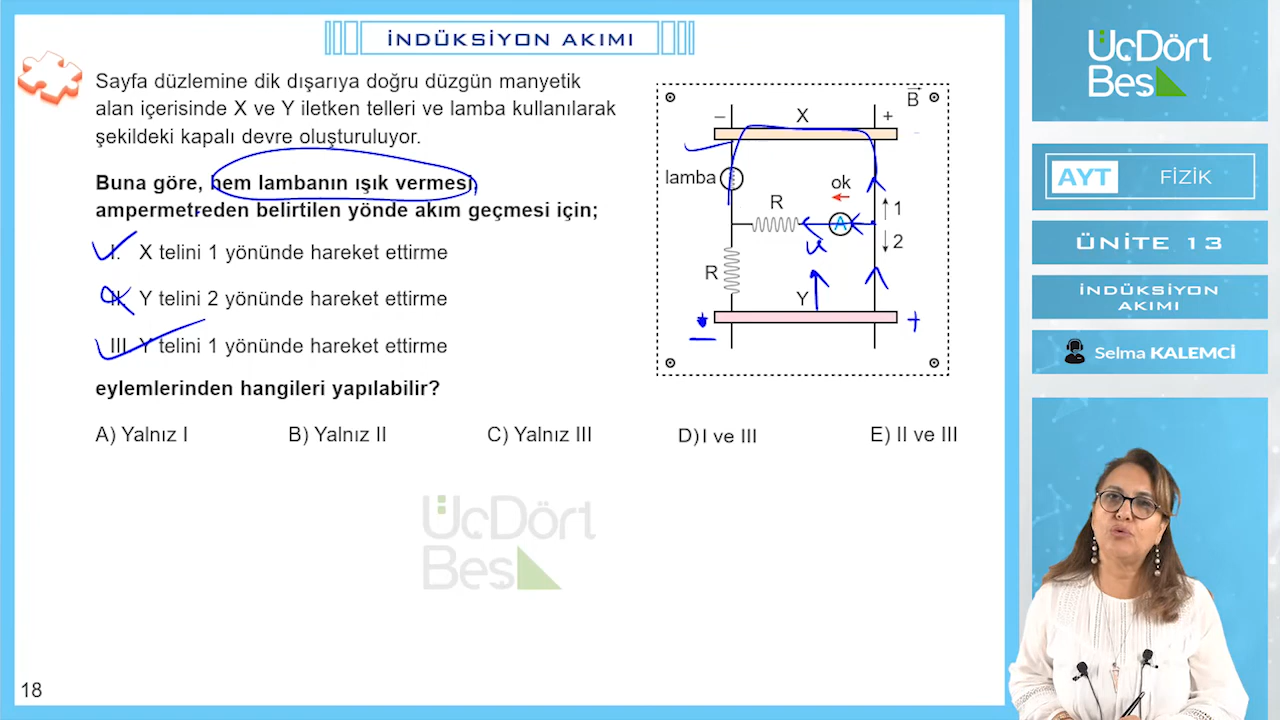 İNDÜKSİYON AKIMI
Sayfa düzlemine dik dışarıya doğru düzgün manyetik
alan içerisinde X ve Y iletken telleri ve lamba kullanılarak
şekildeki kapalı devre oluşturuluyor.
Buna göre, hem lambanın ışık vermesi,
ampermetreden belirtilen yönde akım geçmesi için;
I. X telini 1 yönünde hareket ettirme
II. Y telini 2 yönünde hareket ettirme
III. Y telini 1 yönünde hareket ettirme
eylemlerinden hangileri yapılabilir?
A) Yalnız I
B) Yalnız II
C) Yalnız III
D) I ve III
E) II ve III
B
– X +
lamba
ok
R
A
1
2
R
Y
– +
ÜçDört
Beş
18
ÜçDört
Beş
AYT FİZİK
ÜNİTE 13
İNDÜKSİYON
AKIMI
Selma KALEMCİ